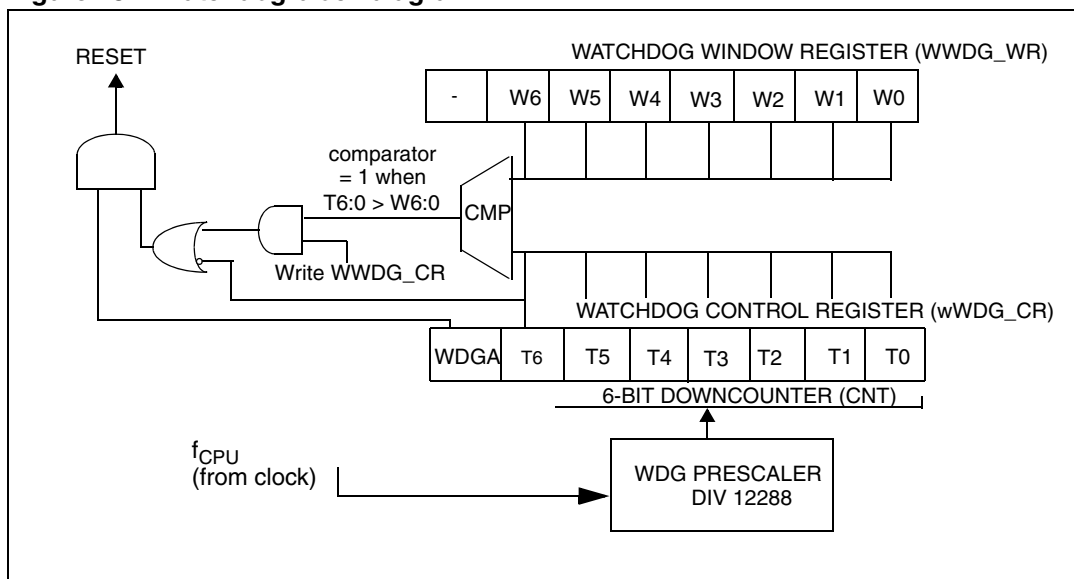 RESET
WATCHDOG WINDOW REGISTER (WWDG_WR)
- W6 W5 W4 W3 W2 W1 W0
comparator
= 1 when
T6:0 > W6:0
CMP
Write WWDG_CR
WATCHDOG CONTROL REGISTER (wWDG_CR)
WDGA T6 T5 T4 T3 T2 T1 T0
6-BIT DOWNCOUNTER (CNT)
fCPU
(from clock)
WDG PRESCALER
DIV 12288